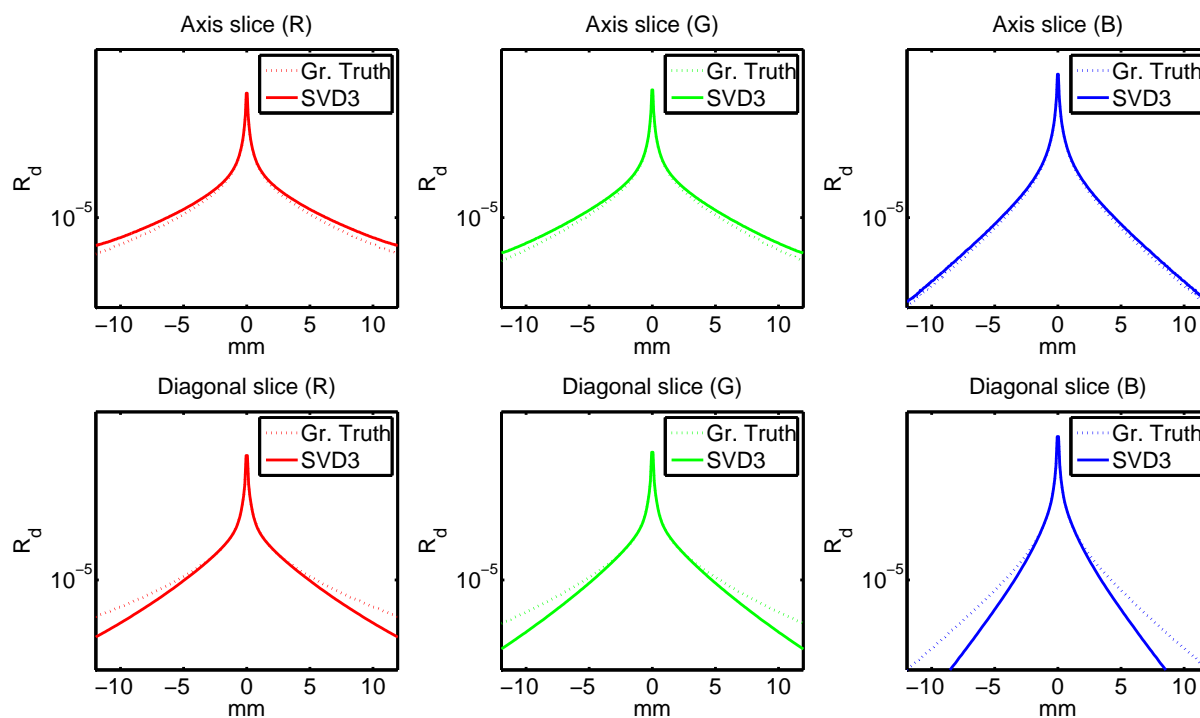 Axis slice (R)
Gr. Truth
SVD3
R_d
10^-5
−10 −5 0 5 10
mm
Axis slice (G)
Gr. Truth
SVD3
R_d
10^-5
−10 −5 0 5 10
mm
Axis slice (B)
Gr. Truth
SVD3
R_d
10^-5
−10 −5 0 5 10
mm
Diagonal slice (R)
Gr. Truth
SVD3
R_d
10^-5
−10 −5 0 5 10
mm
Diagonal slice (G)
Gr. Truth
SVD3
R_d
10^-5
−10 −5 0 5 10
mm
Diagonal slice (B)
Gr. Truth
SVD3
R_d
10^-5
−10 −5 0 5 10
mm